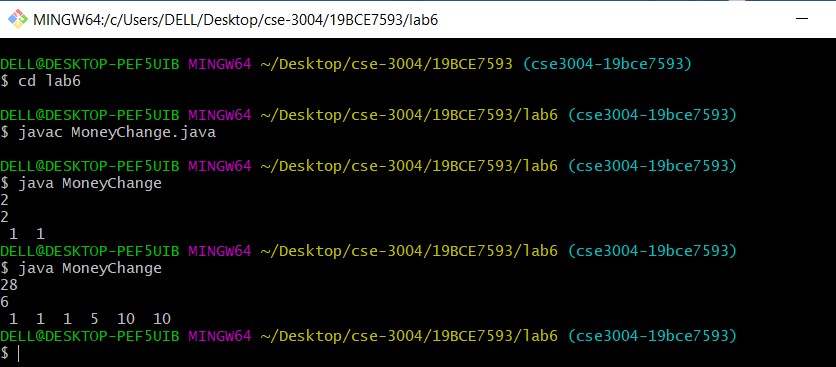 MINGW64:/c/Users/DELL/Desktop/cse-3004/19BCE7593/lab6
DELL@DESKTOP-PEF5UIB MINGW64 ~/Desktop/cse-3004/19BCE7593 (cse3004-19bce7593)
$ cd lab6
DELL@DESKTOP-PEF5UIB MINGW64 ~/Desktop/cse-3004/19BCE7593/lab6 (cse3004-19bce7593)
$ javac MoneyChange.java
DELL@DESKTOP-PEF5UIB MINGW64 ~/Desktop/cse-3004/19BCE7593/lab6 (cse3004-19bce7593)
$ java MoneyChange
2
2
1 1
DELL@DESKTOP-PEF5UIB MINGW64 ~/Desktop/cse-3004/19BCE7593/lab6 (cse3004-19bce7593)
$ java MoneyChange
28
6
1 1 1 5 10 10
DELL@DESKTOP-PEF5UIB MINGW64 ~/Desktop/cse-3004/19BCE7593/lab6 (cse3004-19bce7593)
$